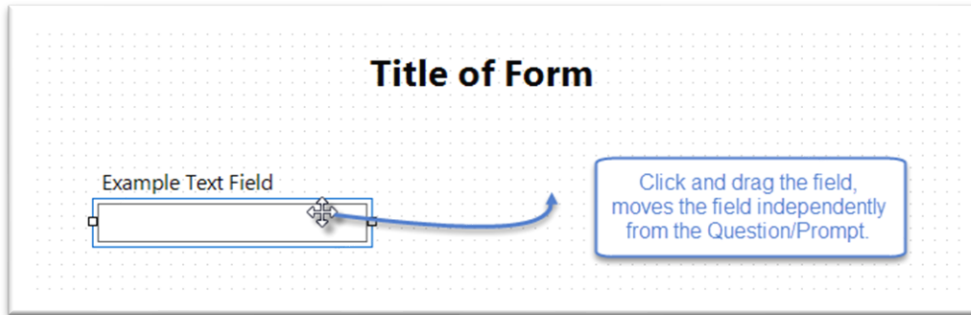 Title of Form
Example Text Field
Click and drag the field,
moves the field independently
from the Question/Prompt.